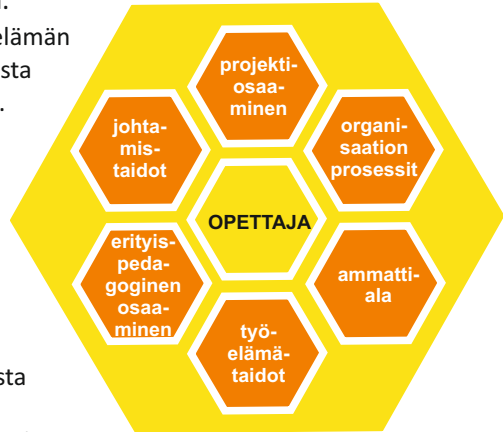 elämän
projekti-
osaa-
minen
johta-
mis-
taidot
organi-
saation
prosessit
OPETTAJA
erityis-
peda-
goginen
osaa-
minen
ammatti-
ala
työ-
elämä-
taidot